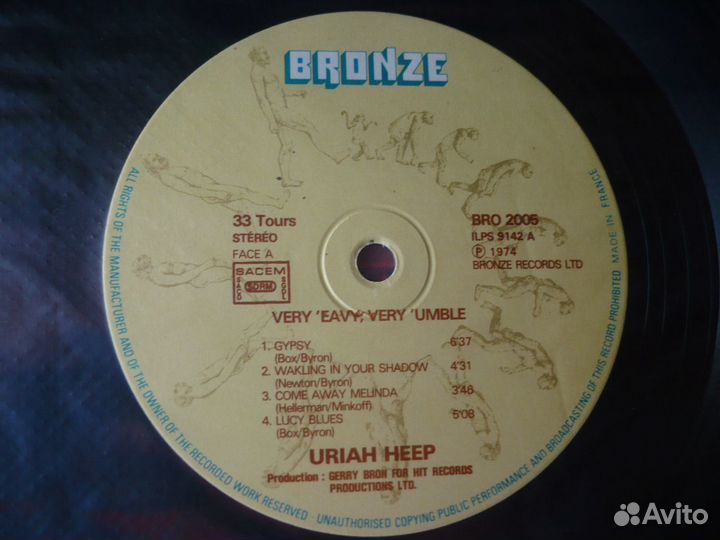 BRONZE
33 Tours
STÉRÉO
FACE A
BRO 2005
ILPS 9142 A
Ⓟ 1974
BRONZE RECORDS LTD
SACEM
SACD SDRM SGDL
VERY 'EAVY, VERY 'UMBLE
1. GYPSY 6'37
(Box/Byron)
2. WAKLING IN YOUR SHADOW 4'31
(Newton/Byron)
3. COME AWAY MELINDA 3'46
(Hellerman/Minkoff)
4. LUCY BLUES 5'08
(Box/Byron)
URIAH HEEP
Production : GERRY BRON FOR HIT RECORDS
PRODUCTIONS LTD.
ALL RIGHTS OF THE MANUFACTURER AND OF THE OWNER OF THE RECORDED WORK RESERVED - UNAUTHORISED COPYING PUBLIC PERFORMANCE AND BROADCASTING OF THIS RECORD PROHIBITED MADE IN FRANCE
Avito